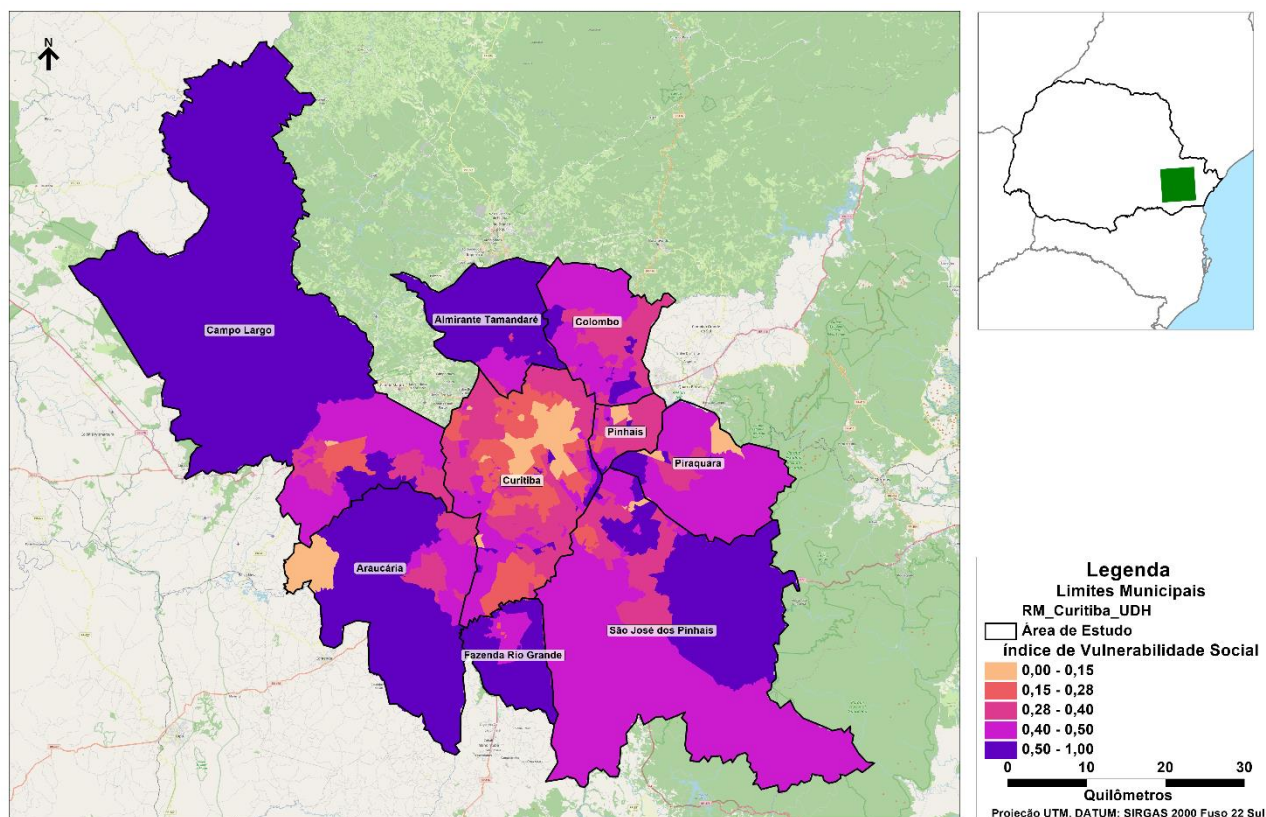 N
Campo Largo
Almirante Tamandaré
Colombo
Pinhais
Piraquara
Curitiba
Araucária
São José dos Pinhais
Fazenda Rio Grande
Legenda
Limites Municipais
RM_Curitiba_UDH
Área de Estudo
índice de Vulnerabilidade Social
0,00 - 0,15
0,15 - 0,28
0,28 - 0,40
0,40 - 0,50
0,50 - 1,00
0 10 20 30
Quilômetros
Projeção UTM, DATUM: SIRGAS 2000 Fuso 22 Sul